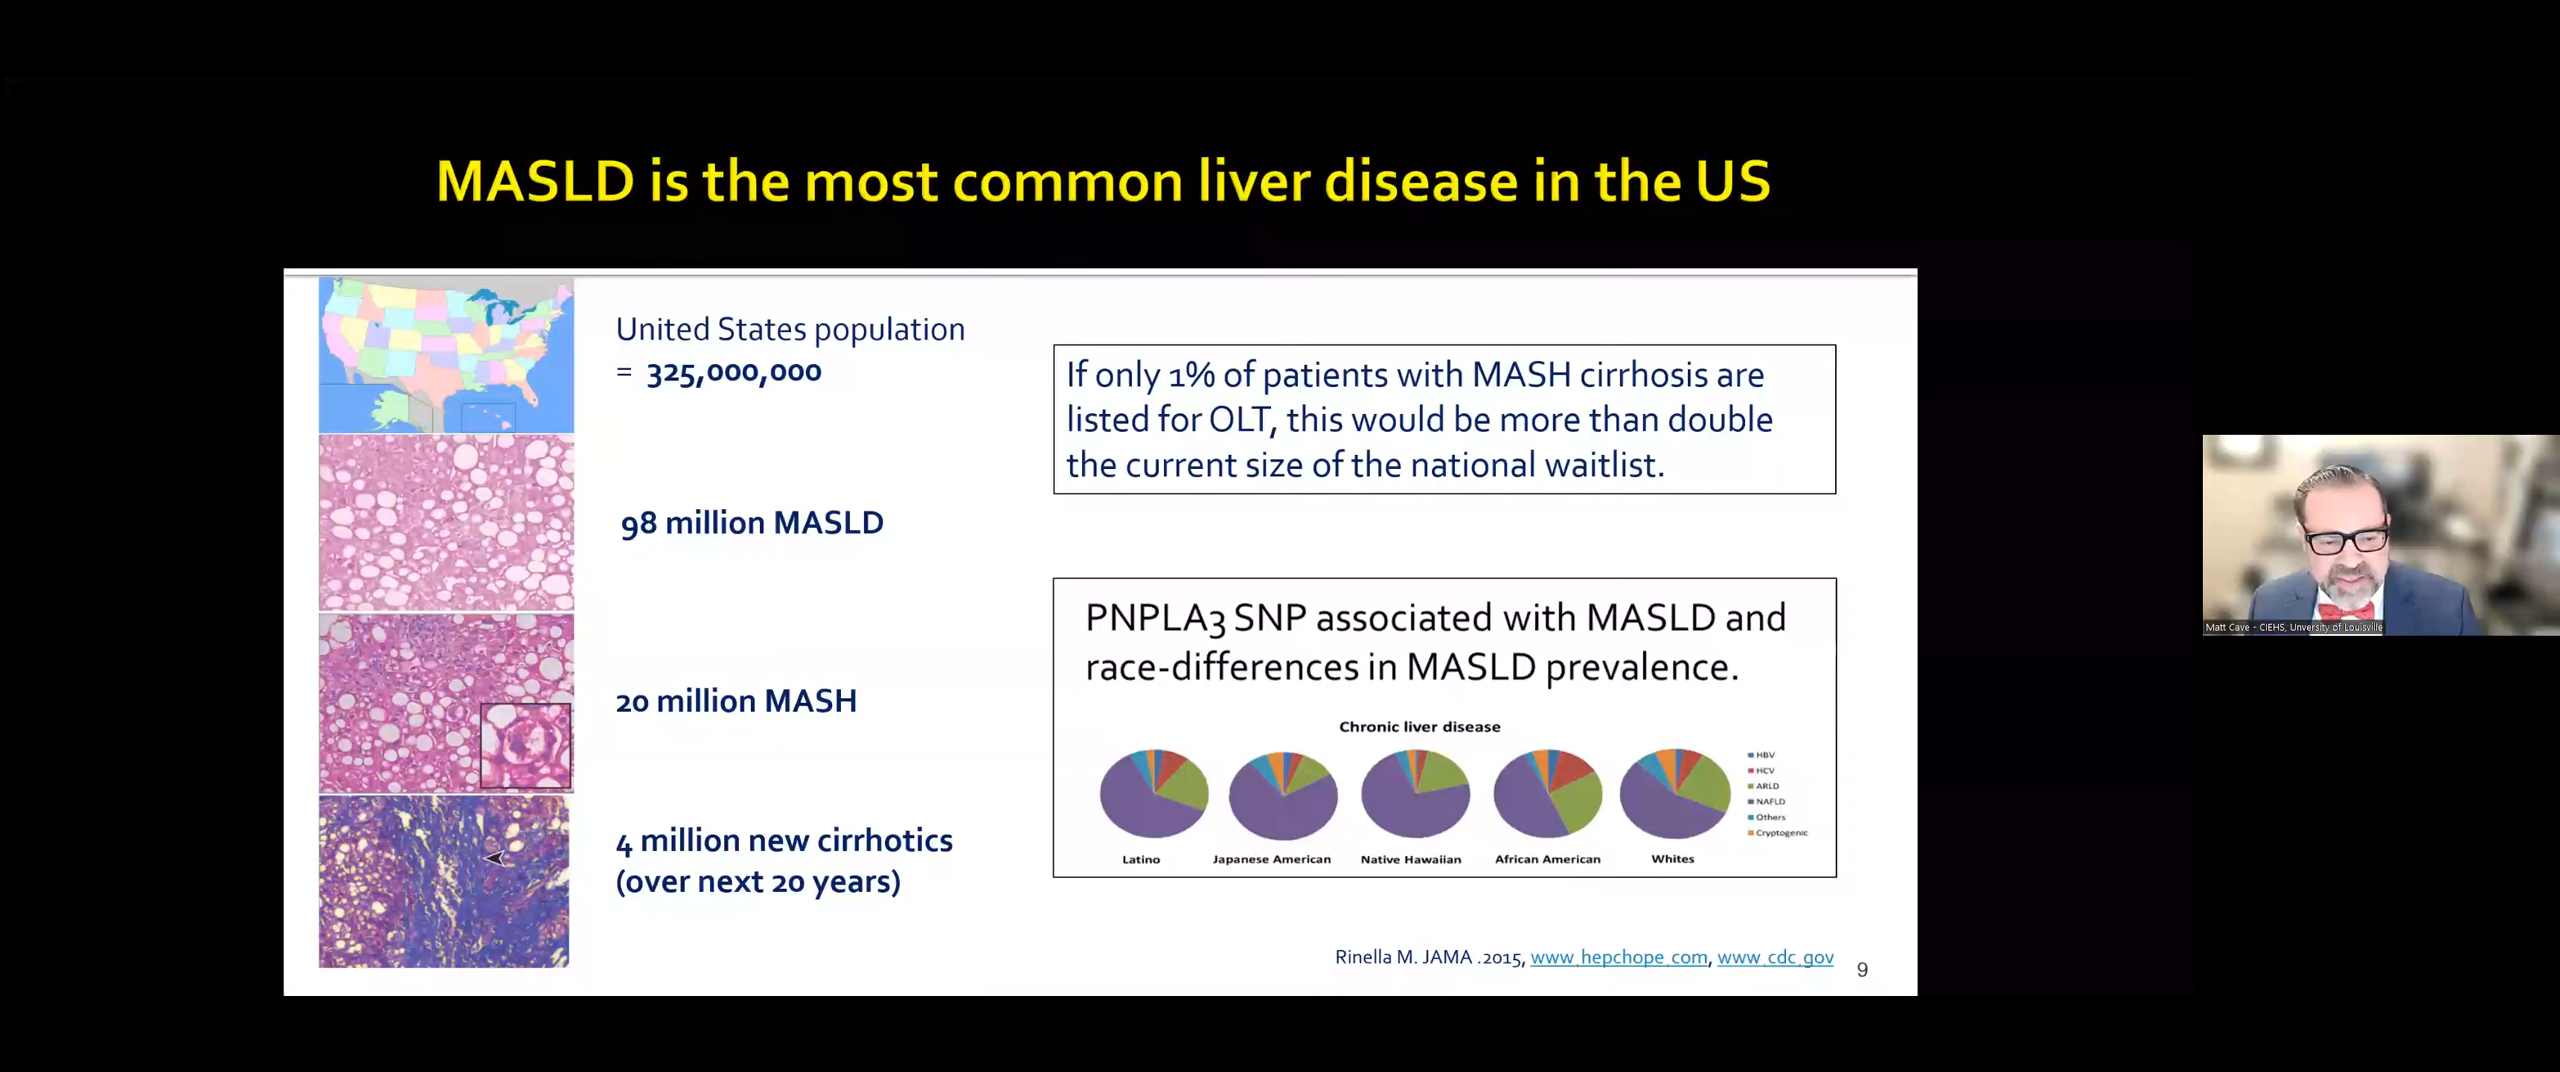 MASLD is the most common liver disease in the US
United States population
= 325,000,000
98 million MASLD
20 million MASH
4 million new cirrhotics
(over next 20 years)
If only 1% of patients with MASH cirrhosis are
listed for OLT, this would be more than double
the current size of the national waitlist.
PNPLA3 SNP associated with MASLD and
race-differences in MASLD prevalence.
Chronic liver disease
HBV
HCV
ARLD
NAFLD
Others
Cryptogenic
Latino
Japanese American
Native Hawaiian
African American
Whites
Rinella M. JAMA .2015, www.hepchope.com, www.cdc.gov
9
Matt Cave - CIEHS, Unversity of Louisville